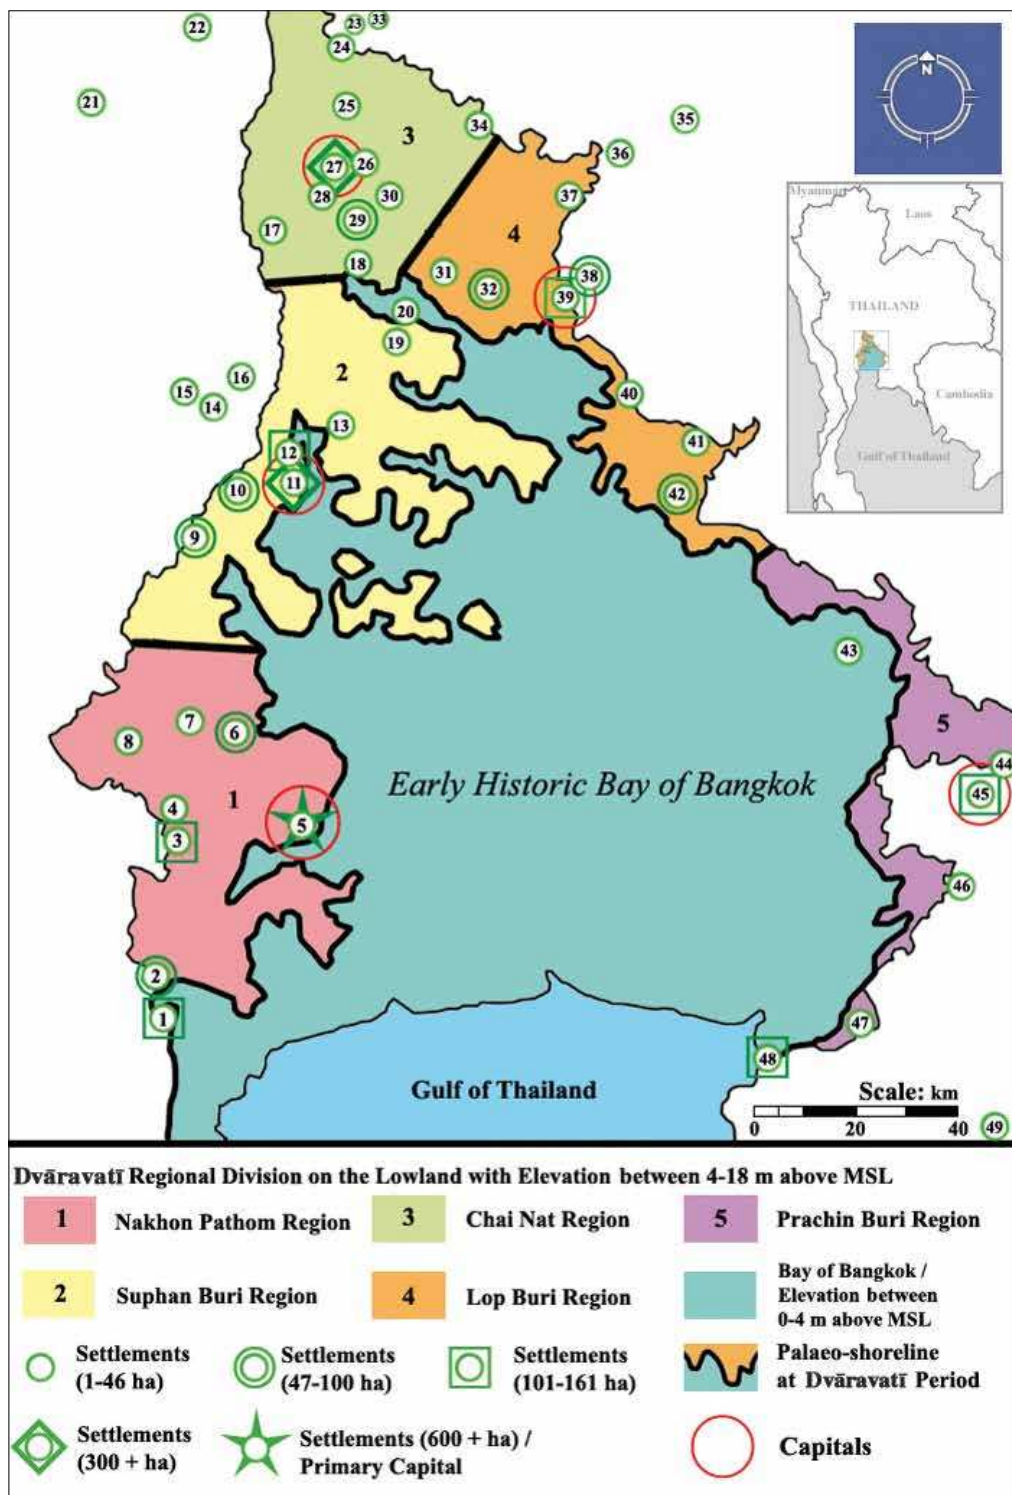 22
23
33
24
N
21
25
34
35
3
36
27
26
28
30
37
29
17
4
18
31
38
32
39
20
19
16
2
15
14
40
13
41
12
11
10
42
9
43
7
6
5
8
44
Early Historic Bay of Bangkok
4
1
5
45
3
46
2
1
47
48
Gulf of Thailand
Scale: km
0 20 40
49
Myanmar
Laos
THAILAND
Cambodia
Gulf of Thailand
Dvāravatī Regional Division on the Lowland with Elevation between 4-18 m above MSL
1 Nakhon Pathom Region
3 Chai Nat Region
5 Prachin Buri Region
2 Suphan Buri Region
4 Lop Buri Region
Bay of Bangkok /
Elevation between
0-4 m above MSL
Settlements
(1-46 ha)
Settlements
(47-100 ha)
Settlements
(101-161 ha)
Palaeo-shoreline
at Dvāravatī Period
Settlements
(300 + ha)
Settlements (600 + ha) /
Primary Capital
Capitals